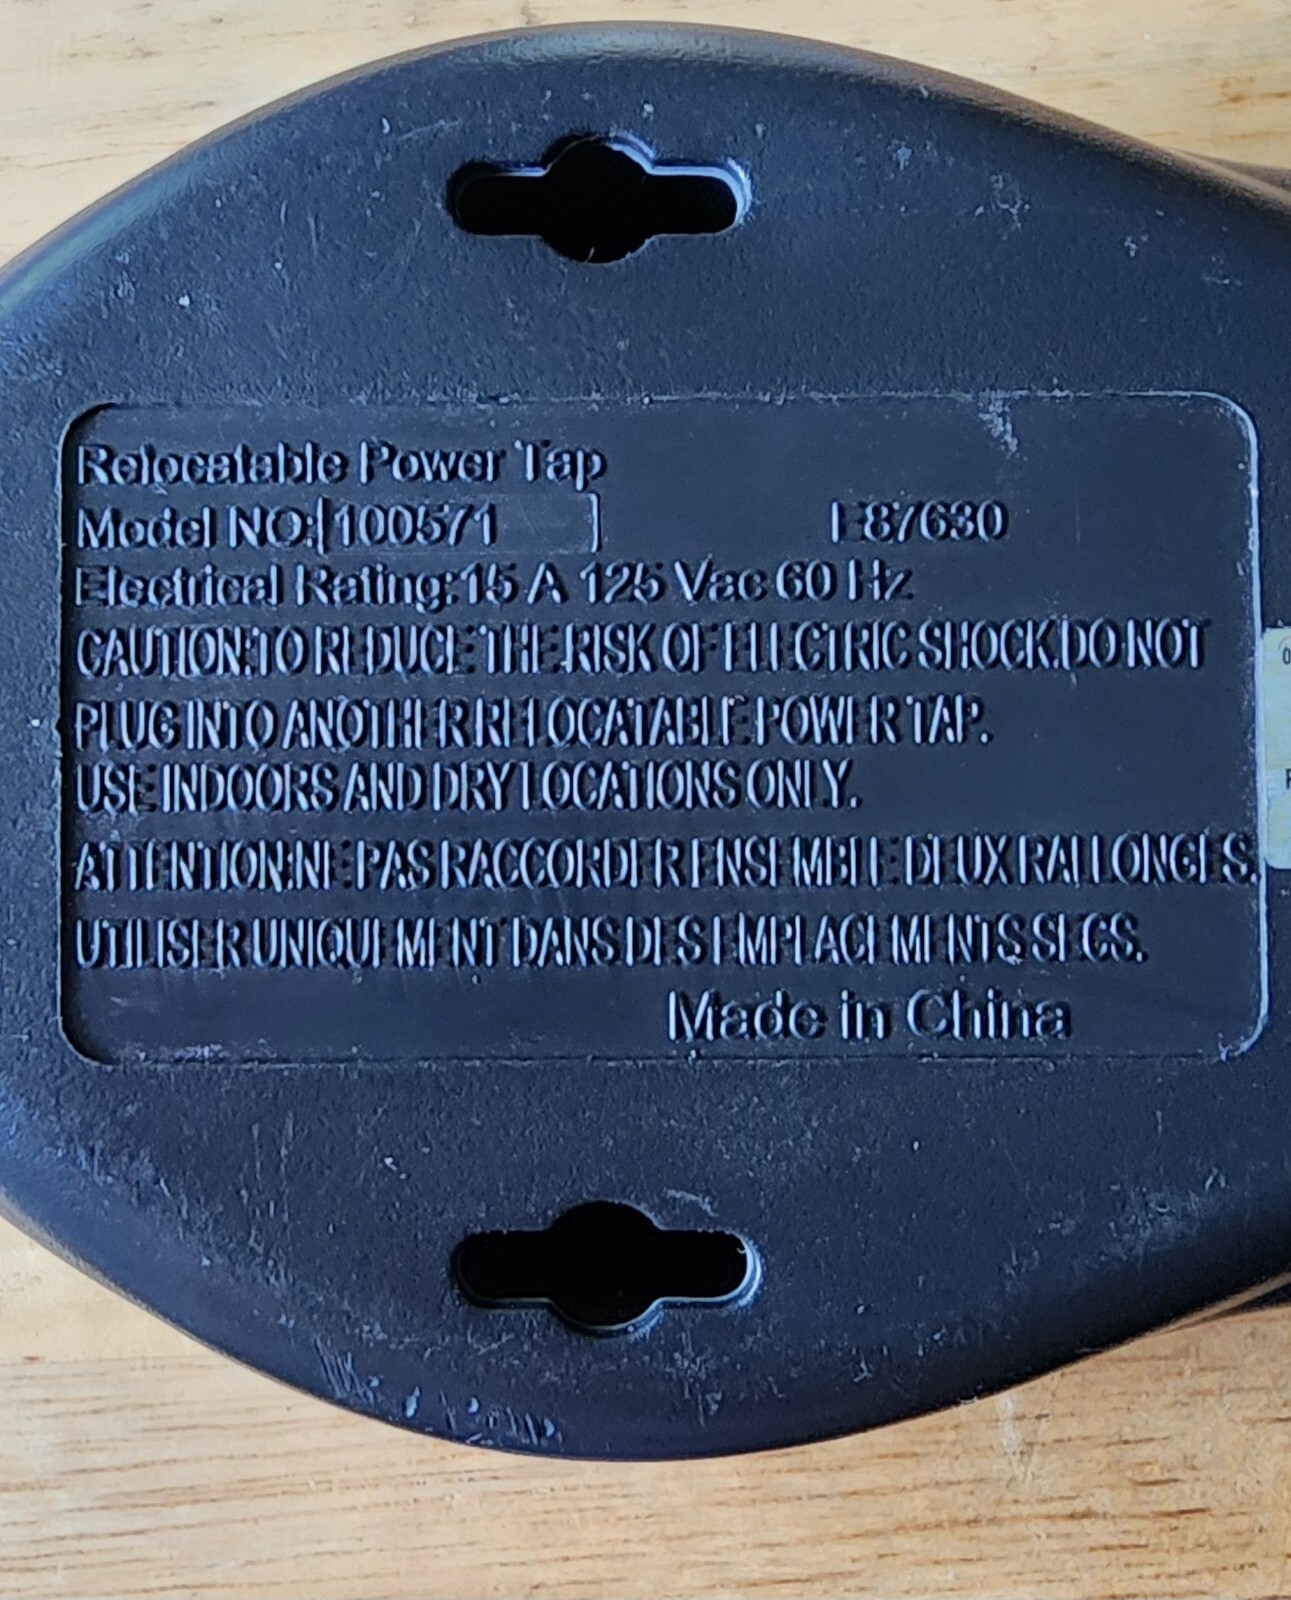 Relocatable Power Tap
Model NO:[100571 ] E87630
Electrical Rating:15 A 125 Vac 60 Hz
CAUTION:TO REDUCE THE RISK OF ELECTRIC SHOCK.DO NOT
PLUG INTO ANOTHER RELOCATABLE POWER TAP.
USE INDOORS AND DRY LOCATIONS ONLY.
ATTENTION:NE PAS RACCORDER ENSEMBLE DEUX RALLONGES.
UTILISER UNIQUEMENT DANS DES EMPLACEMENTS SECS.
Made in China